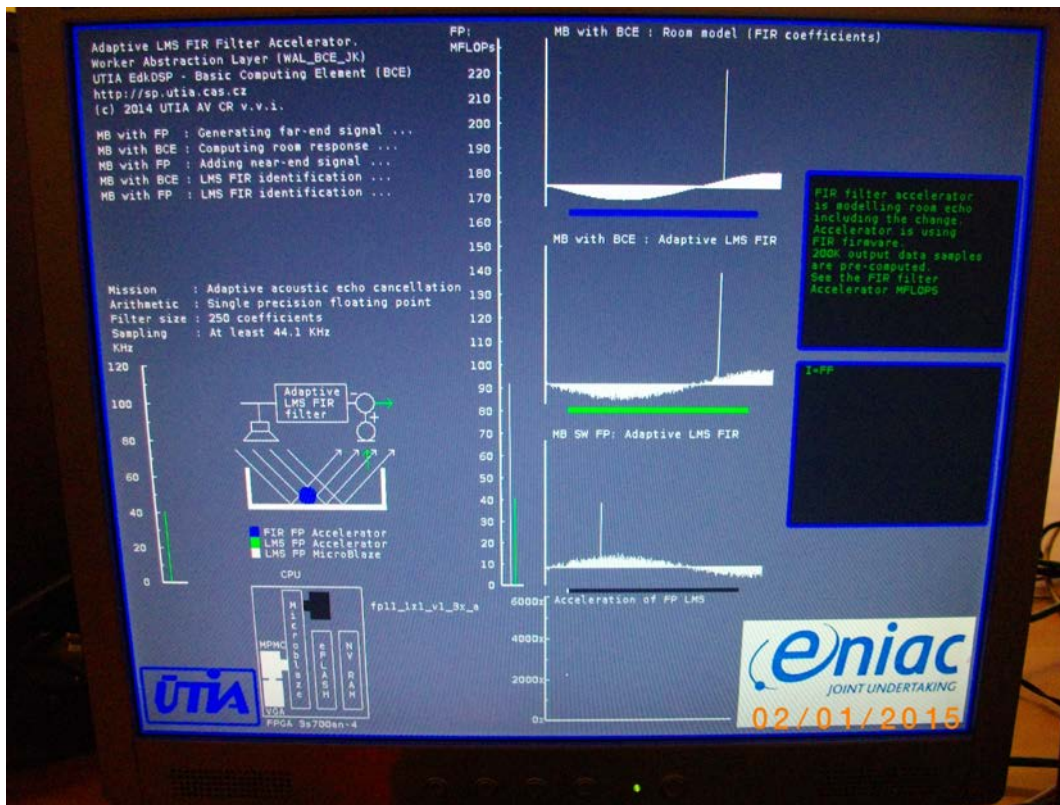 Adaptive LMS FIR Filter Accelerator.
Worker Abstraction Layer (WAL_BCE_JK)
UTIA EdkDSP - Basic Computing Element (BCE)
http://sp.utia.cas.cz
(c) 2014 UTIA AV CR v.v.i.
MB with FP : Generating far-end signal ...
MB with BCE : Computing room response ...
MB with FP : Adding near-end signal ...
MB with BCE : LMS FIR identification ...
MB with FP : LMS FIR identification ...
Mission : Adaptive acoustic echo cancellation
Arithmetic : Single precision floating point
Filter size : 250 coefficients
Sampling : At least 44.1 KHz
KHz
120
100
80
60
40
20
0
Adaptive
LMS FIR
filter
-
+
FIR FP Accelerator
LMS FP Accelerator
LMS FP MicroBlaze
CPU
Microblaze
MPMC
VGA
NV RAM
fp11_1x1_v1_8x_a
FPGA 3s700an-4
ÚTIA
FP:
MFLOPs
220
210
200
190
180
170
160
150
140
130
120
110
100
90
80
70
60
50
40
30
20
10
0
MB with BCE : Room model (FIR coefficients)
MB with BCE : Adaptive LMS FIR
MB SW FP: Adaptive LMS FIR
Acceleration of FP LMS
6000x
4000x
2000x
0x
FIR filter accelerator
is modelling room echo
including the change.
Accelerator is using
FIR firmware.
200K output data samples
are pre-computed.
See the FIR filter
Accelerator MFLOPS
I=FP
eniac
JOINT UNDERTAKING
02/01/2015